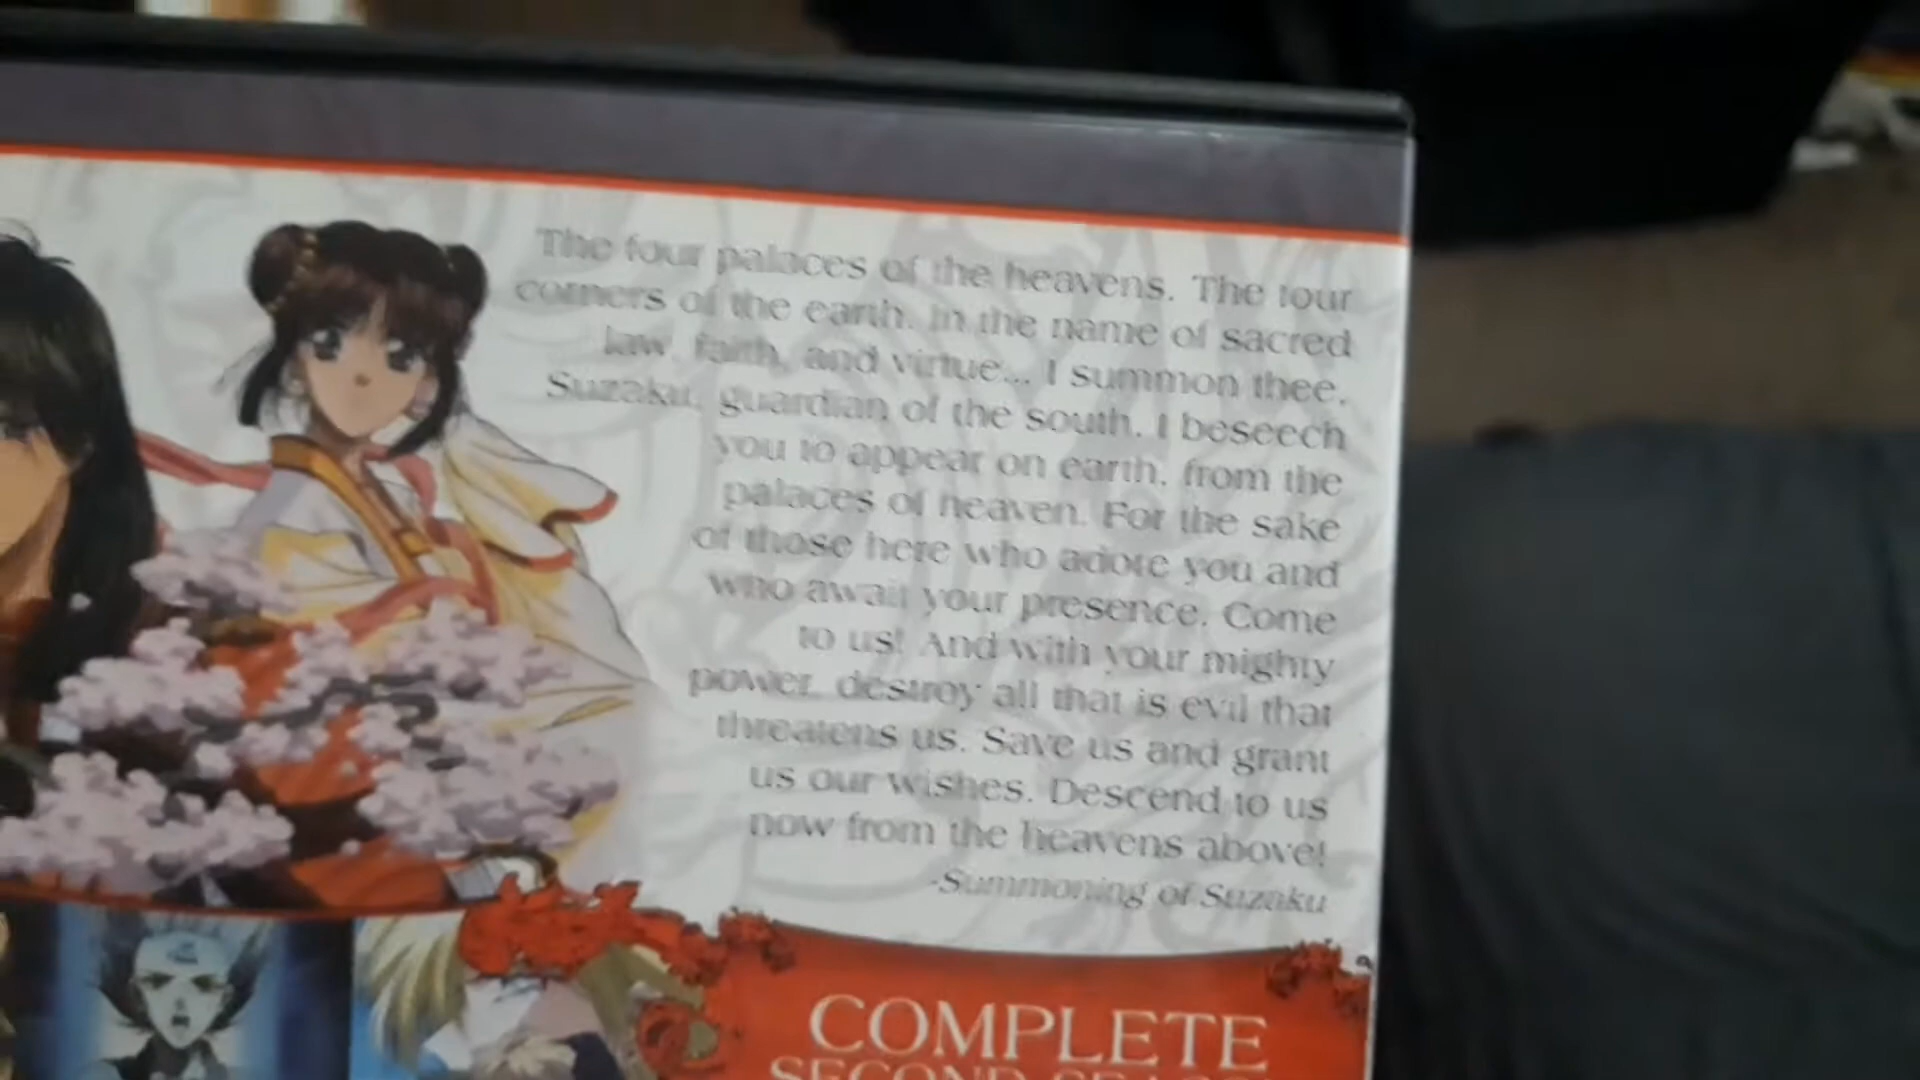 The four palaces of the heavens. The four
corners of the earth. In the name of sacred
law, faith, and virtue... I summon thee,
Suzaku, guardian of the south. I beseech
you to appear on earth, from the
palaces of heaven. For the sake
of those here who adore you and
who await your presence. Come
to us! And with your mighty
power, destroy all that is evil that
threatens us. Save us and grant
us our wishes. Descend to us
now from the heavens above!
-Summoning of Suzaku
COMPLETE
SECOND SEASON